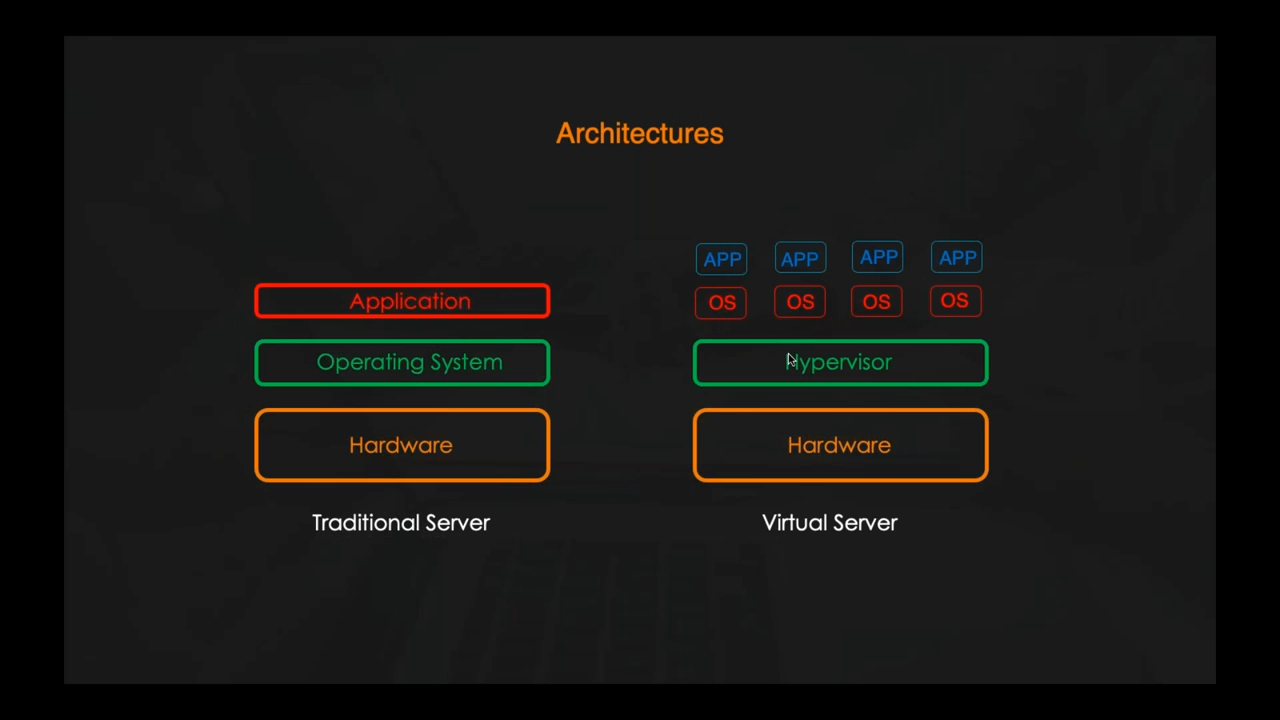 Architectures
Application
Operating System
Hardware
Traditional Server
APP APP APP APP
OS OS OS OS
Hypervisor
Hardware
Virtual Server